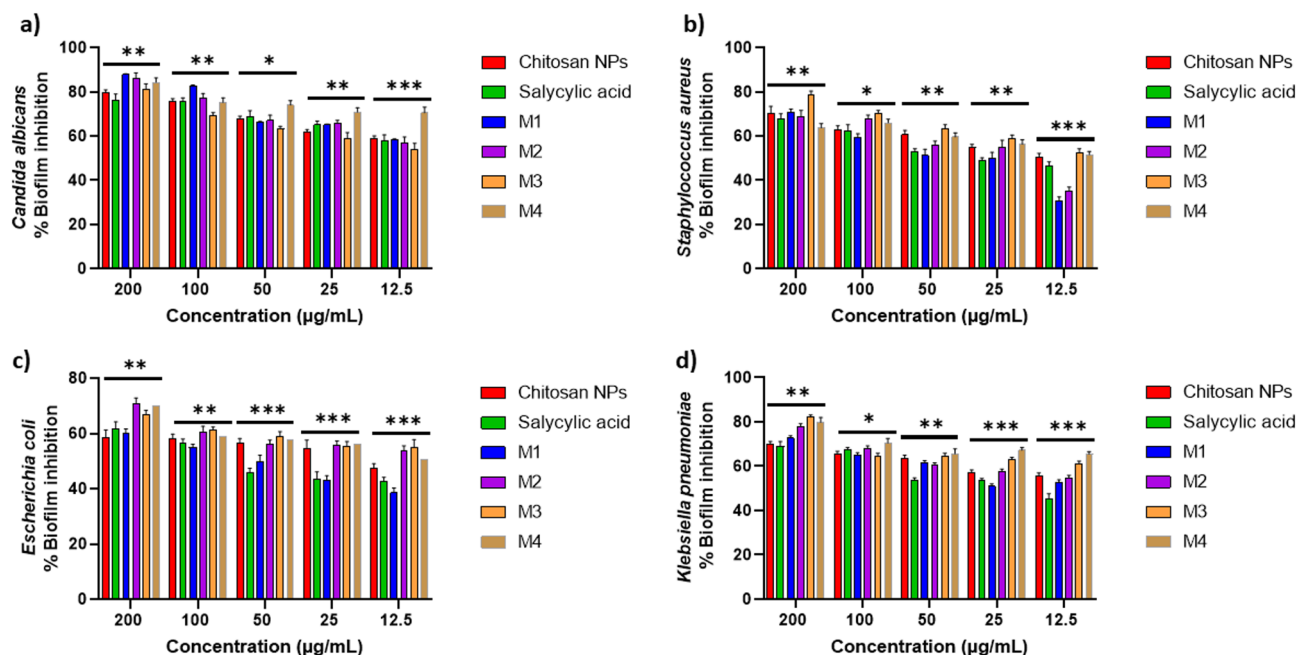 a)
Candida albicans
% Biofilm inhibition
100
80
60
40
20
0
** ** * ** ***
200 100 50 25 12.5
Concentration (µg/mL)
Chitosan NPs
Salycylic acid
M1
M2
M3
M4
b)
Staphylococcus aureus
% Biofilm inhibition
100
80
60
40
20
0
** * ** ** ***
200 100 50 25 12.5
Concentration (µg/mL)
Chitosan NPs
Salycylic acid
M1
M2
M3
M4
c)
Escherichia coli
% Biofilm inhibition
80
60
40
20
0
** ** *** *** ***
200 100 50 25 12.5
Concentration (µg/mL)
Chitosan NPs
Salycylic acid
M1
M2
M3
M4
d)
Klebsiella pneumoniae
% Biofilm inhibition
100
80
60
40
20
0
** * ** *** ***
200 100 50 25 12.5
Concentration (µg/mL)
Chitosan NPs
Salycylic acid
M1
M2
M3
M4